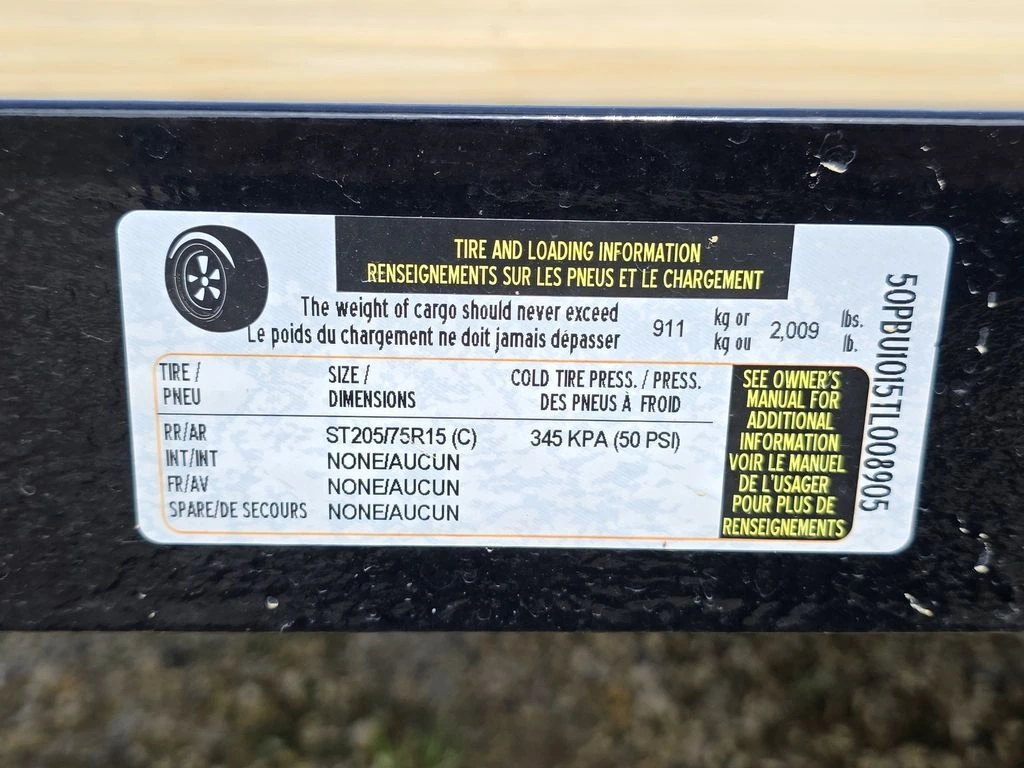 TIRE AND LOADING INFORMATION
RENSEIGNEMENTS SUR LES PNEUS ET LE CHARGEMENT
The weight of cargo should never exceed 911 kg or 2,009 lbs.
Le poids du chargement ne doit jamais dépasser kg ou lb.
TIRE / SIZE / COLD TIRE PRESS. / PRESS.
PNEU DIMENSIONS DES PNEUS À FROID
RR/AR ST205/75R15 (C) 345 KPA (50 PSI)
INT/INT NONE/AUCUN
FR/AV NONE/AUCUN
SPARE/DE SECOURS NONE/AUCUN
SEE OWNER'S
MANUAL FOR
ADDITIONAL
INFORMATION
VOIR LE MANUEL
DE L'USAGER
POUR PLUS DE
RENSEIGNEMENTS
50PBU1015TL008905